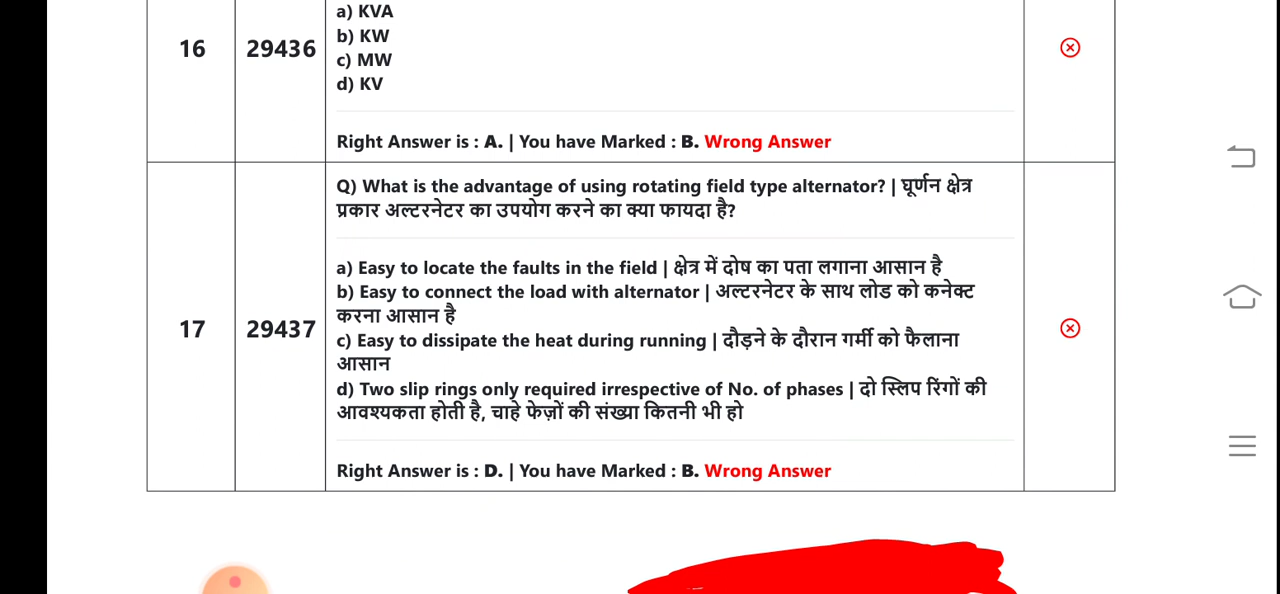 a) KVA
b) KW
16 29436
c) MW
d) KV
Right Answer is : A. | You have Marked : B. Wrong Answer
Q) What is the advantage of using rotating field type alternator? | घूर्णन क्षेत्र
प्रकार अल्टरनेटर का उपयोग करने का क्या फायदा है?
a) Easy to locate the faults in the field | क्षेत्र में दोष का पता लगाना आसान है
b) Easy to connect the load with alternator | अल्टरनेटर के साथ लोड को कनेक्ट
करना आसान है
17 29437
c) Easy to dissipate the heat during running | दौड़ने के दौरान गर्मी को फैलाना
आसान
d) Two slip rings only required irrespective of No. of phases | दो स्लिप रिंगों की
आवश्यकता होती है, चाहे फेज़ों की संख्या कितनी भी हो
Right Answer is : D. | You have Marked : B. Wrong Answer